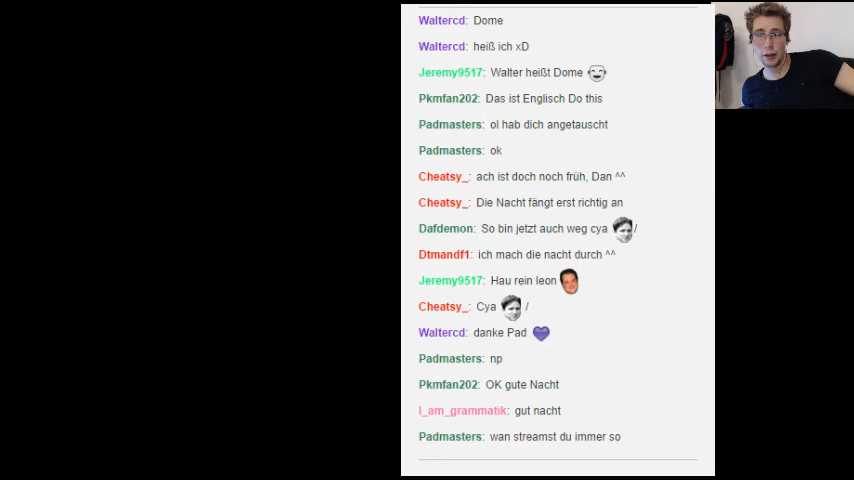 Waltercd: Dome
Waltercd: heiß ich xD
Jeremy9517: Walter heißt Dome
Pkmfan202: Das ist Englisch Do this
Padmasters: ol hab dich angetauscht
Padmasters: ok
Cheatsy_: ach ist doch noch früh, Dan ^^
Cheatsy_: Die Nacht fängt erst richtig an
Dafdemon: So bin jetzt auch weg cya /
Dtmandf1: ich mach die nacht durch ^^
Jeremy9517: Hau rein leon
Cheatsy_: Cya /
Waltercd: danke Pad
Padmasters: np
Pkmfan202: OK gute Nacht
I_am_grammatik: gut nacht
Padmasters: wan streamst du immer so